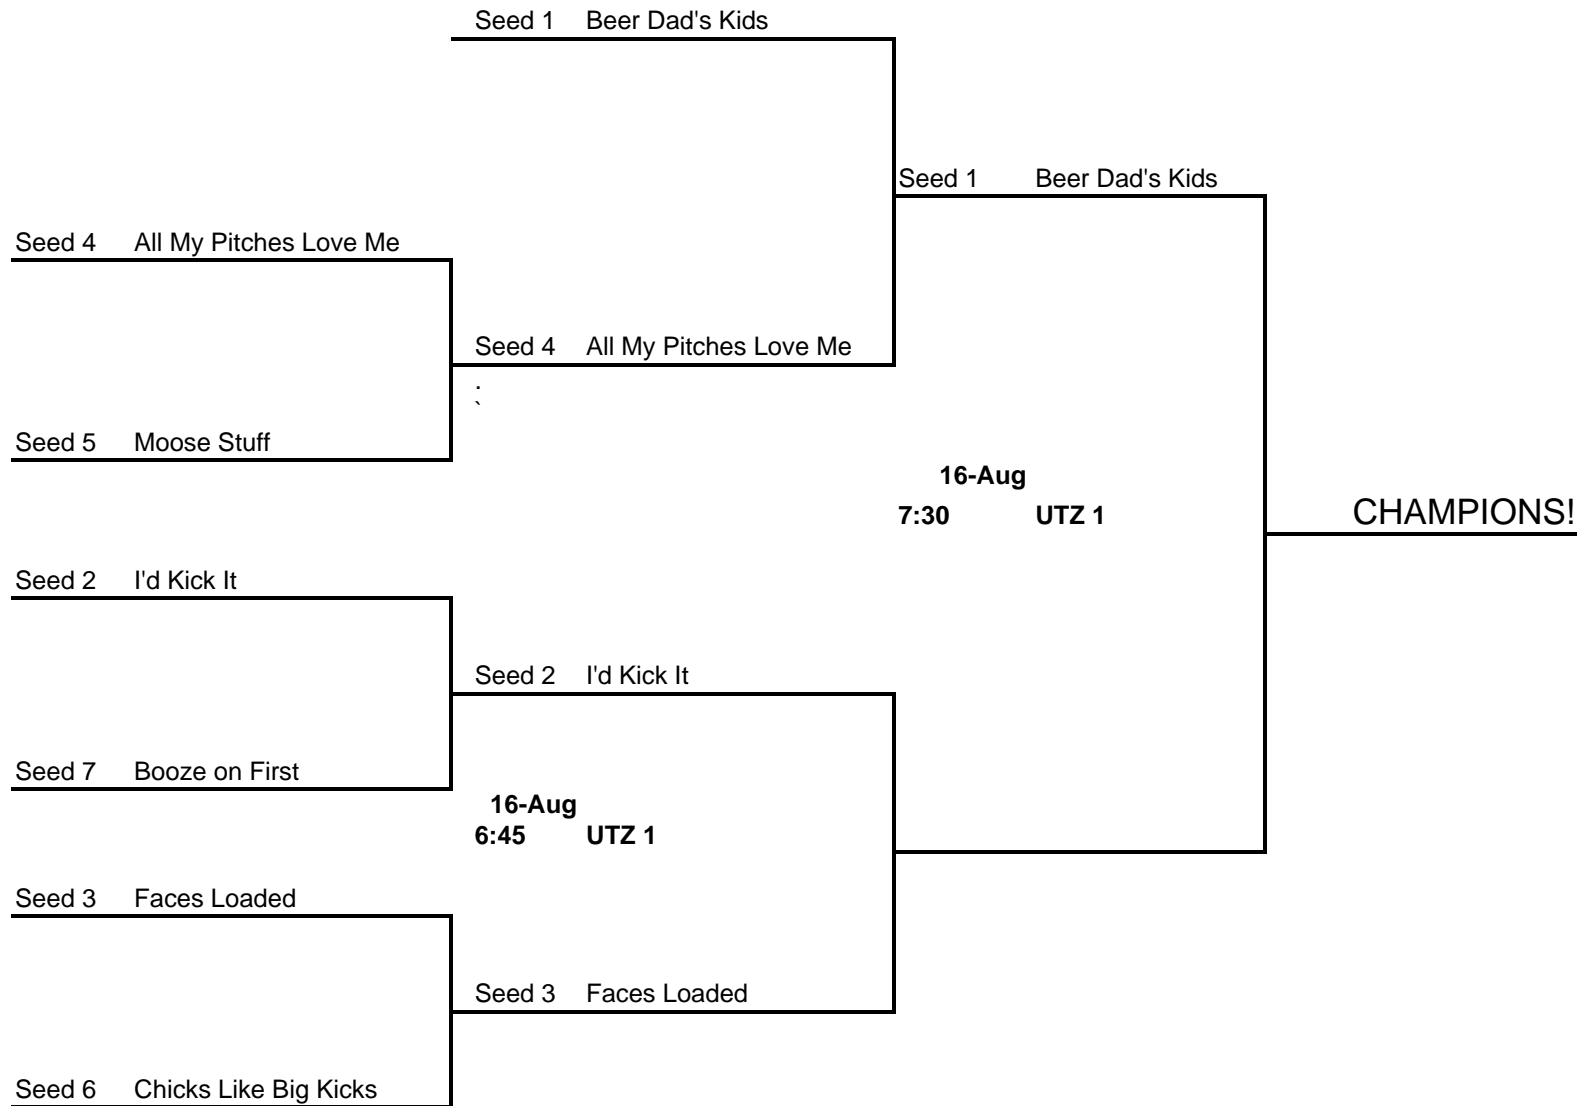 Seed 1 Beer Dad's Kids
Seed 1 Beer Dad's Kids
Seed 4 All My Pitches Love Me
Seed 4 All My Pitches Love Me
.
`
Seed 5 Moose Stuff
16-Aug
7:30 UTZ 1 CHAMPIONS!
Seed 2 I'd Kick It
Seed 2 I'd Kick It
Seed 7 Booze on First
16-Aug
6:45 UTZ 1
Seed 3 Faces Loaded
Seed 3 Faces Loaded
Seed 6 Chicks Like Big Kicks